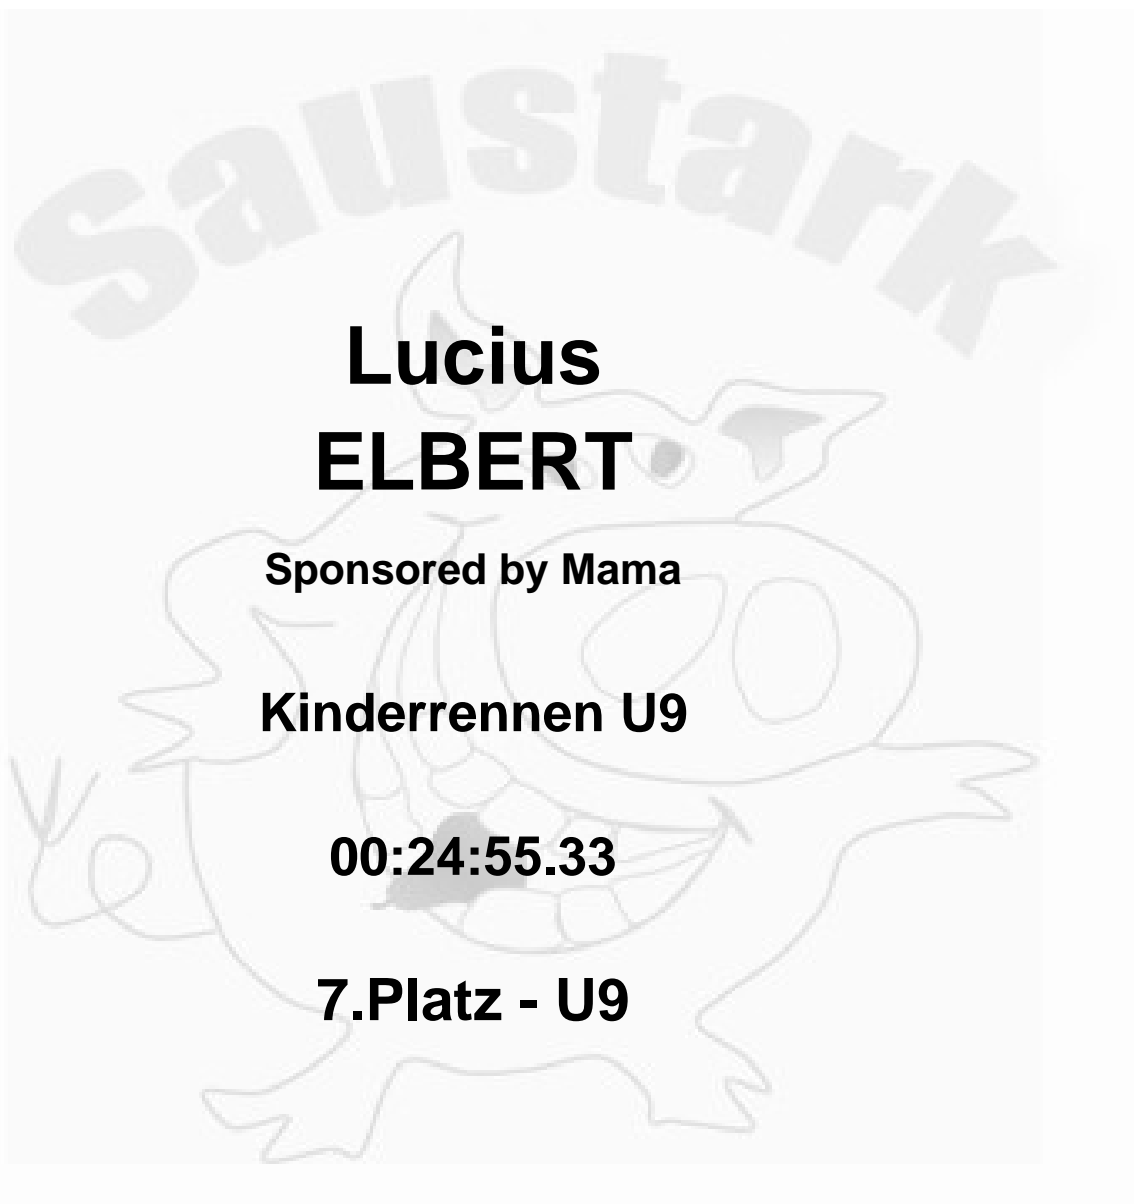 Saustark
Lucius
ELBERT
Sponsored by Mama
Kinderrennen U9
00:24:55.33
7.Platz - U9